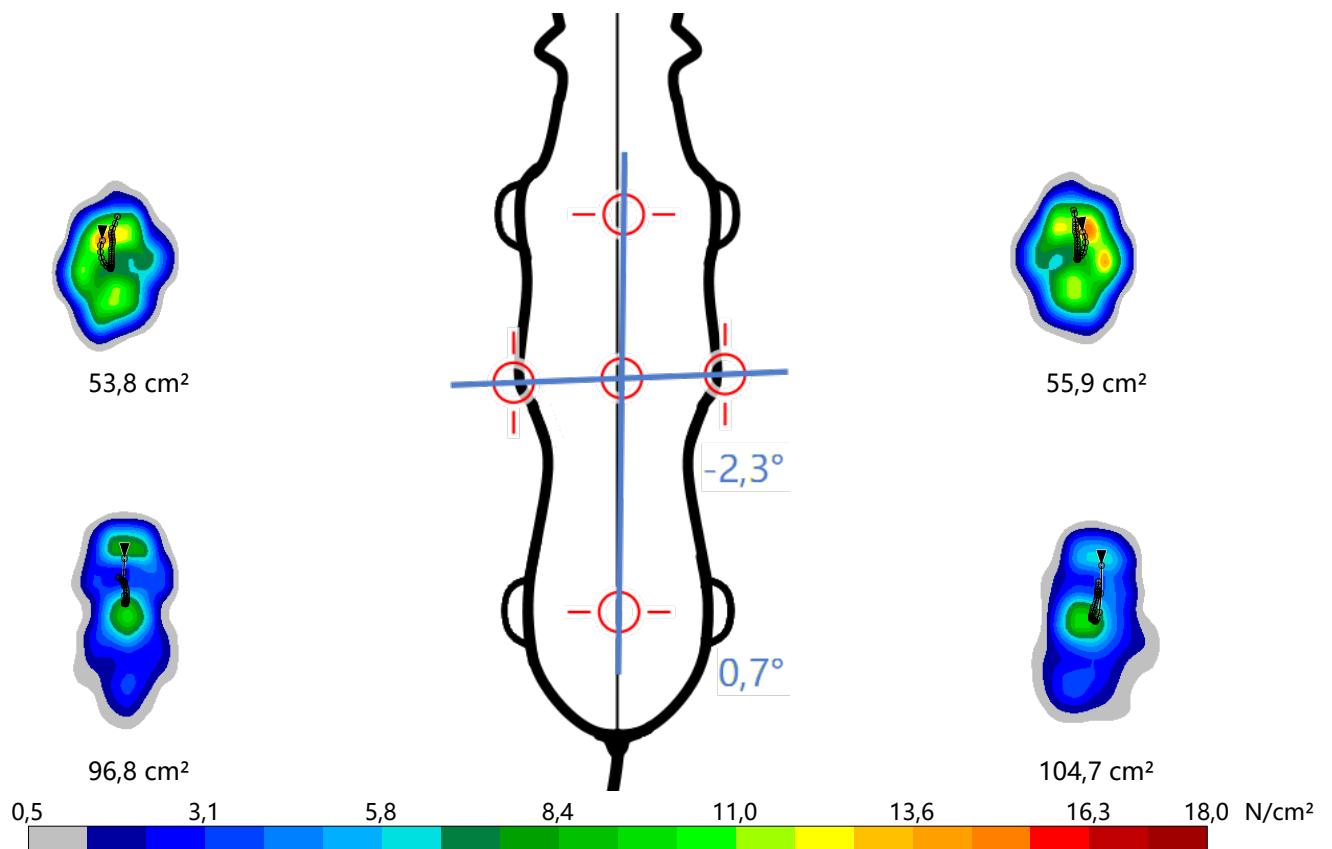 53,8 cm²
55,9 cm²
-2,3°
0,7°
96,8 cm²
104,7 cm²
0,5 3,1 5,8 8,4 11,0 13,6 16,3 18,0 N/cm²